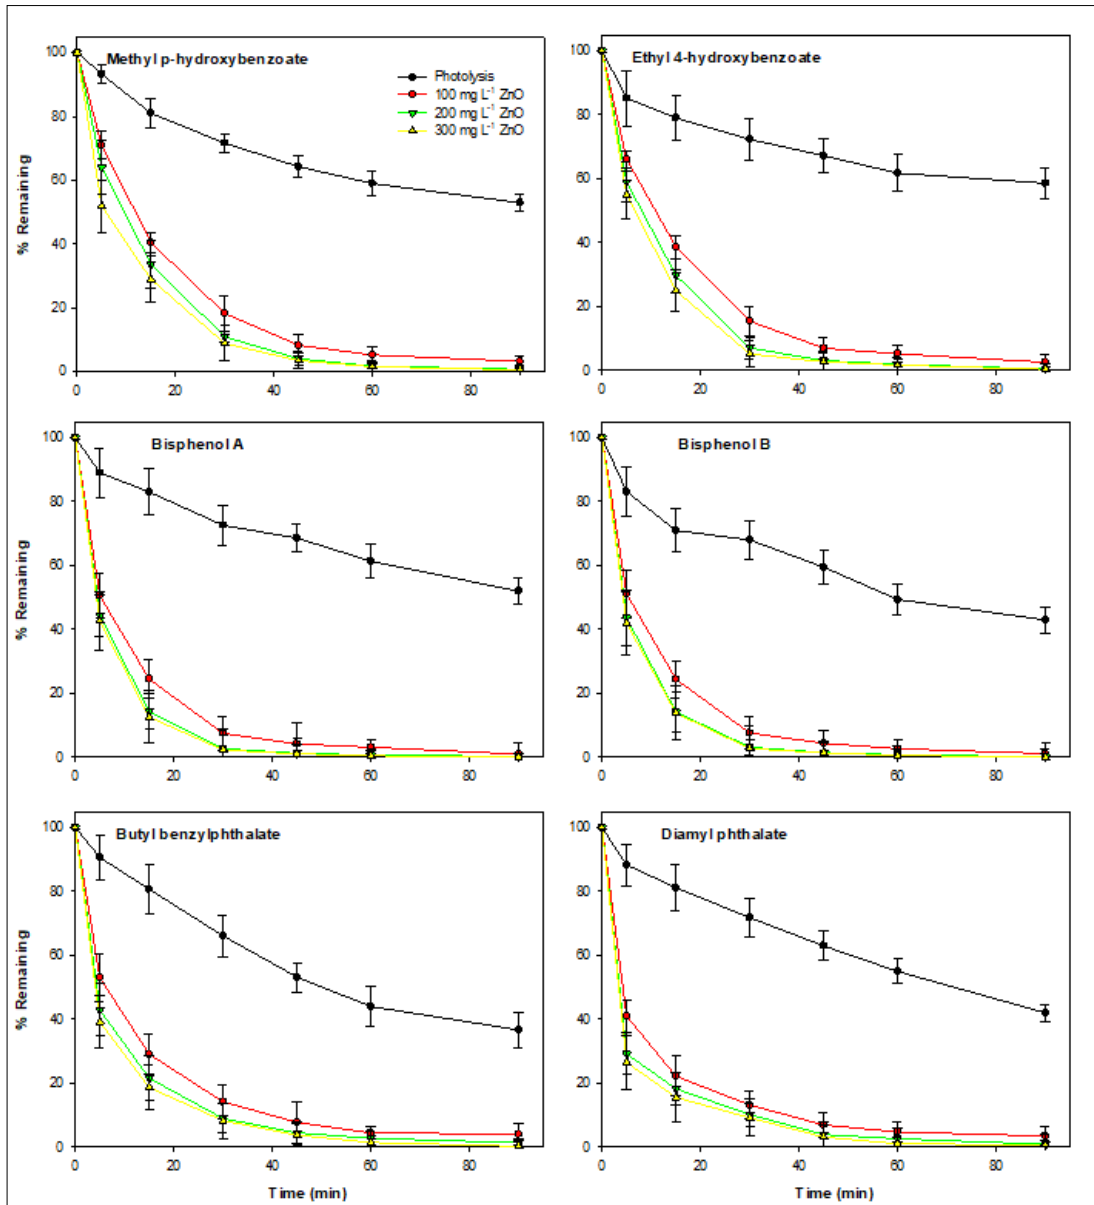 Methyl p-hydroxybenzoate
Photolysis
100 mg L⁻¹ ZnO
200 mg L⁻¹ ZnO
300 mg L⁻¹ ZnO
% Remaining
100
80
60
40
20
0
0 20 40 60 80
Ethyl 4-hydroxybenzoate
100
80
60
40
20
0
0 20 40 60 80
Bisphenol A
% Remaining
100
80
60
40
20
0
0 20 40 60 80
Bisphenol B
100
80
60
40
20
0
0 20 40 60 80
Butyl benzylphthalate
% Remaining
100
80
60
40
20
0
0 20 40 60 80
Time (min)
Diamyl phthalate
100
80
60
40
20
0
0 20 40 60 80
Time (min)